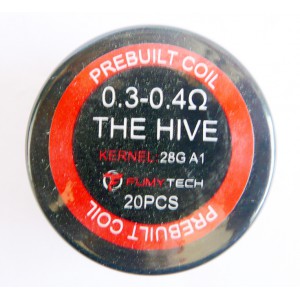 PREBUILT COIL
0.3-0.4Ω
THE HIVE
KERNEL:28G A1
FUMYTECH
20PCS
PREBUILT COIL